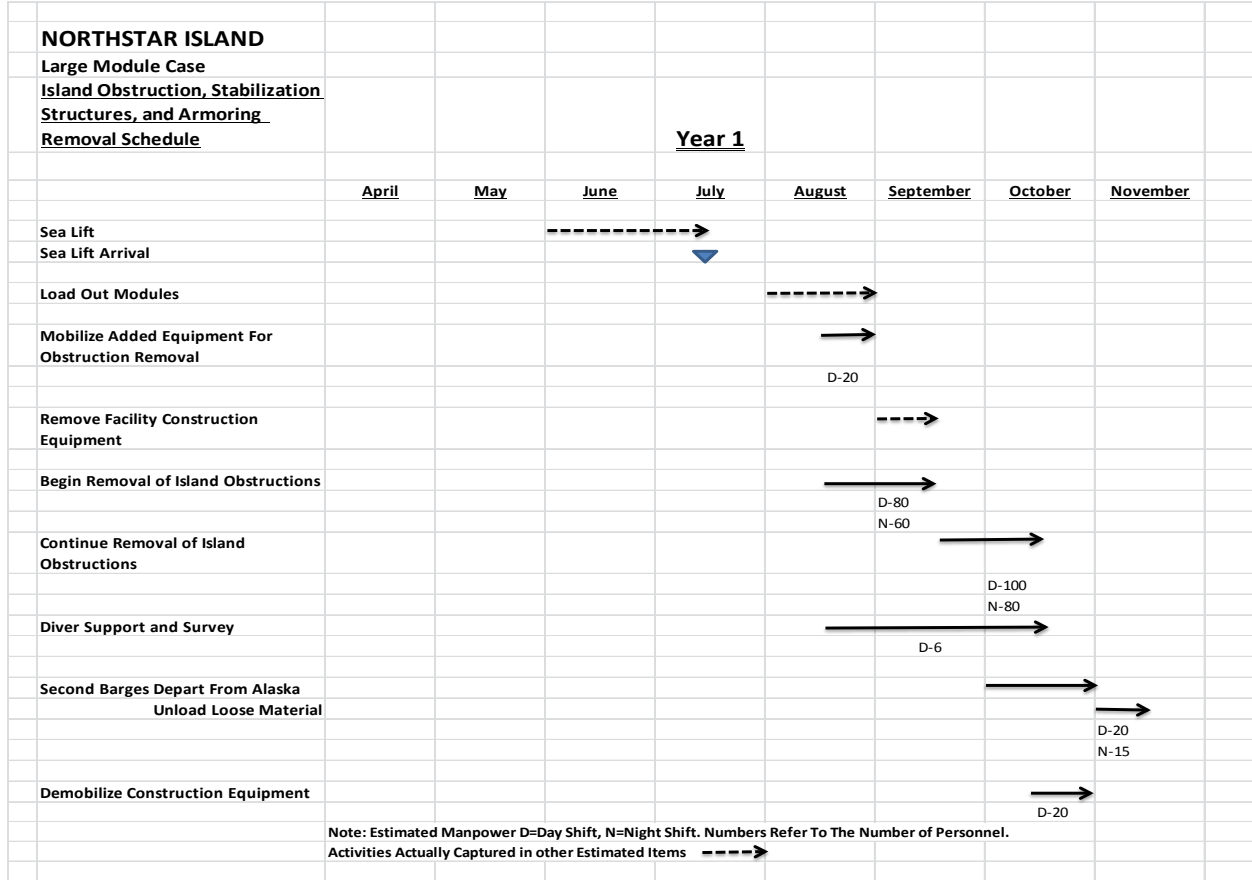 NORTHSTAR ISLAND
Large Module Case
Island Obstruction, Stabilization
Structures, and Armoring
Removal Schedule
Year 1
April May June July August September October November
Sea Lift
Sea Lift Arrival
Load Out Modules
Mobilize Added Equipment For
Obstruction Removal
D-20
Remove Facility Construction
Equipment
Begin Removal of Island Obstructions
D-80
N-60
Continue Removal of Island
Obstructions
D-100
N-80
Diver Support and Survey
D-6
Second Barges Depart From Alaska
Unload Loose Material
D-20
N-15
Demobilize Construction Equipment
D-20
Note: Estimated Manpower D=Day Shift, N=Night Shift. Numbers Refer To The Number of Personnel.
Activities Actually Captured in other Estimated Items